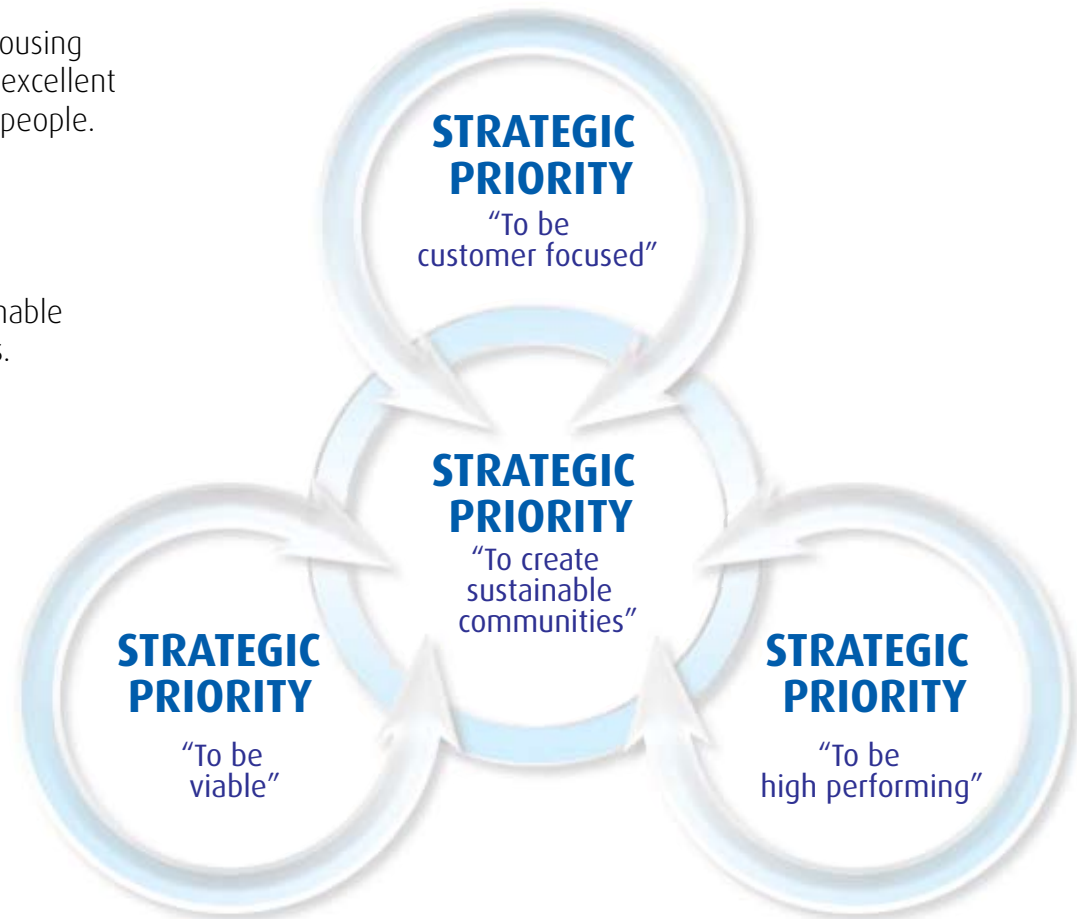 ousing
excellent
people.
nable
s.
STRATEGIC
PRIORITY
“To be
customer focused”
STRATEGIC
PRIORITY
“To create
sustainable
communities”
STRATEGIC
PRIORITY
“To be
viable”
STRATEGIC
PRIORITY
“To be
high performing”